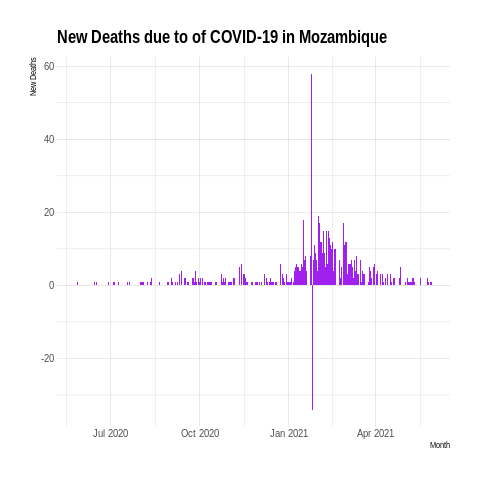 New Deaths due to of COVID-19 in Mozambique
New Deaths
60
40
20
0
-20
Jul 2020 Oct 2020 Jan 2021 Apr 2021
Month